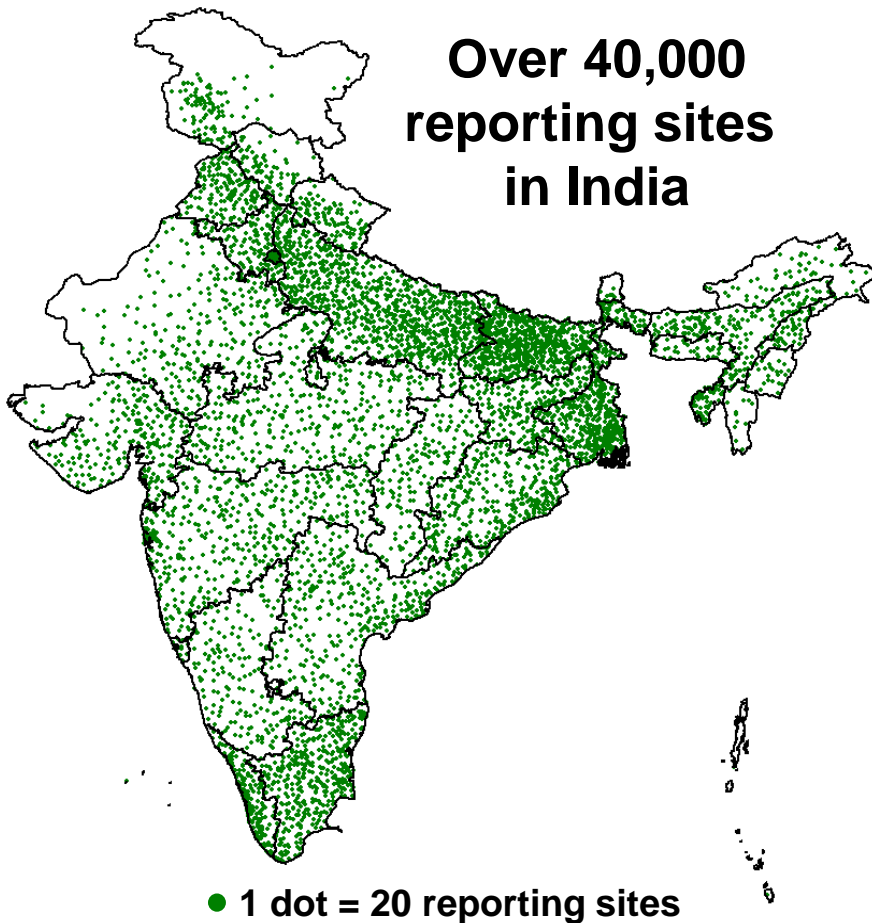 Over 40,000
reporting sites
in India
1 dot = 20 reporting sites